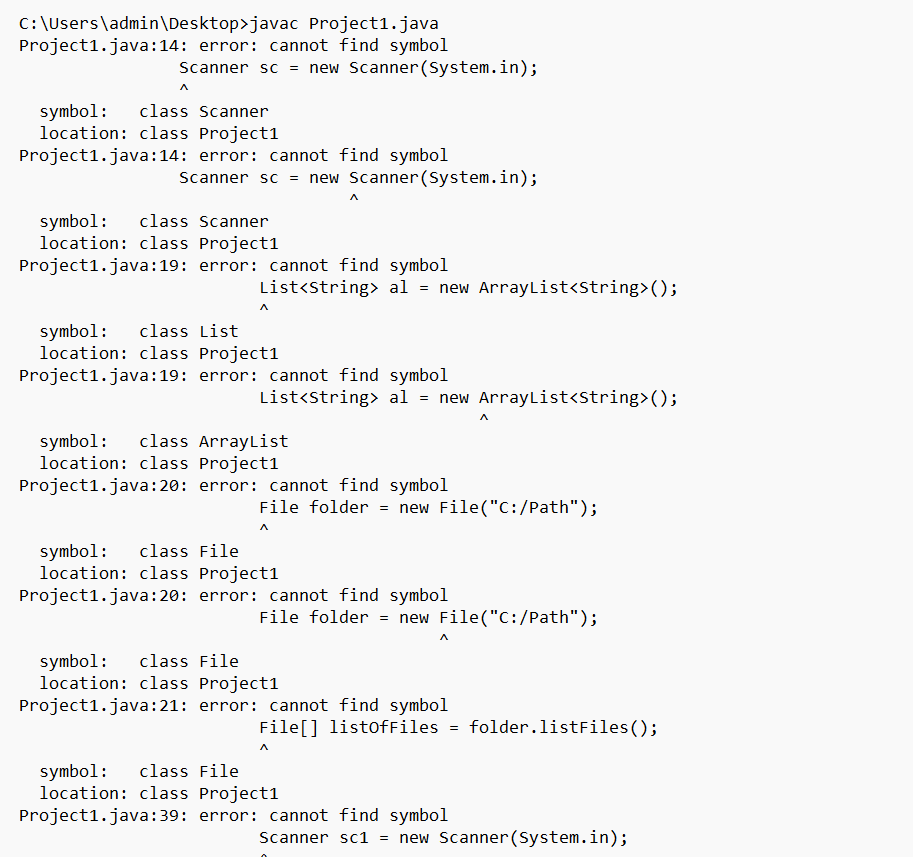 C:\Users\admin\Desktop>javac Project1.java
Project1.java:14: error: cannot find symbol
                Scanner sc = new Scanner(System.in);
                ^
  symbol:   class Scanner
  location: class Project1
Project1.java:14: error: cannot find symbol
                Scanner sc = new Scanner(System.in);
                                 ^
  symbol:   class Scanner
  location: class Project1
Project1.java:19: error: cannot find symbol
                        List<String> al = new ArrayList<String>();
                        ^
  symbol:   class List
  location: class Project1
Project1.java:19: error: cannot find symbol
                        List<String> al = new ArrayList<String>();
                                              ^
  symbol:   class ArrayList
  location: class Project1
Project1.java:20: error: cannot find symbol
                        File folder = new File("C:/Path");
                        ^
  symbol:   class File
  location: class Project1
Project1.java:20: error: cannot find symbol
                        File folder = new File("C:/Path");
                                          ^
  symbol:   class File
  location: class Project1
Project1.java:21: error: cannot find symbol
                        File[] listOfFiles = folder.listFiles();
                        ^
  symbol:   class File
  location: class Project1
Project1.java:39: error: cannot find symbol
                        Scanner sc1 = new Scanner(System.in);
                        ^